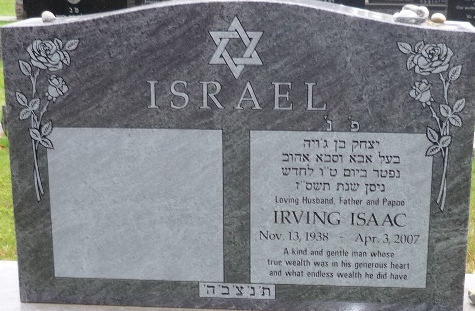 ISRAEL
פ׳ נ׳
יצחק בן ג׳ויה
בעל אבא וסבא אהוב
נפטר ביום ט״ו לחדש
ניסן שנת תשס״ז
Loving Husband, Father and Papoo
IRVING ISAAC
Nov. 13, 1938 - Apr. 3, 2007
A kind and gentle man whose
true wealth was in his generous heart
and what endless wealth he did have
ת׳נ׳צ׳ב׳ה׳